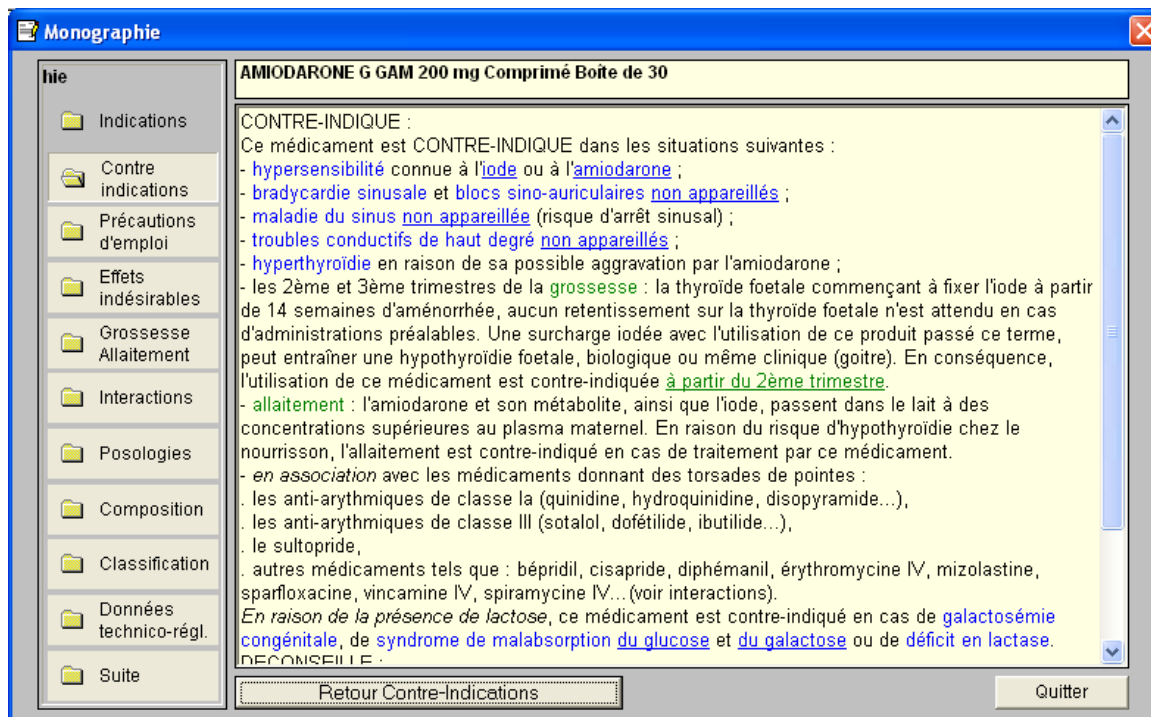 Monographie
hie
Indications
Contre
indications
Précautions
d'emploi
Effets
indésirables
Grossesse
Allaitement
Interactions
Posologies
Composition
Classification
Données
technico-régl.
Suite
AMIODARONE G GAM 200 mg Comprimé Boîte de 30
CONTRE-INDIQUE :
Ce médicament est CONTRE-INDIQUE dans les situations suivantes :
- hypersensibilité connue à l'iode ou à l'amiodarone ;
- bradycardie sinusale et blocs sino-auriculaires non appareillés ;
- maladie du sinus non appareillée (risque d'arrêt sinusal) ;
- troubles conductifs de haut degré non appareillés ;
- hyperthyroïdie en raison de sa possible aggravation par l'amiodarone ;
- les 2ème et 3ème trimestres de la grossesse : la thyroïde foetale commençant à fixer l'iode à partir
de 14 semaines d'aménorrhée, aucun retentissement sur la thyroïde foetale n'est attendu en cas
d'administrations préalables. Une surcharge iodée avec l'utilisation de ce produit passé ce terme,
peut entraîner une hypothyroïdie foetale, biologique ou même clinique (goitre). En conséquence,
l'utilisation de ce médicament est contre-indiquée à partir du 2ème trimestre.
- allaitement : l'amiodarone et son métabolite, ainsi que l'iode, passent dans le lait à des
concentrations supérieures au plasma maternel. En raison du risque d'hypothyroïdie chez le
nourrisson, l'allaitement est contre-indiqué en cas de traitement par ce médicament.
- en association avec les médicaments donnant des torsades de pointes :
. les anti-arythmiques de classe Ia (quinidine, hydroquinidine, disopyramide...),
. les anti-arythmiques de classe III (sotalol, dofétilide, ibutilide...),
. le sultopride,
. autres médicaments tels que : bépridil, cisapride, diphémanil, érythromycine IV, mizolastine,
sparfloxacine, vincamine IV, spiramycine IV... (voir interactions).
En raison de la présence de lactose, ce médicament est contre-indiqué en cas de galactosémie
congénitale, de syndrome de malabsorption du glucose et du galactose ou de déficit en lactase.
DECONSEILLE :
Retour Contre-Indications
Quitter